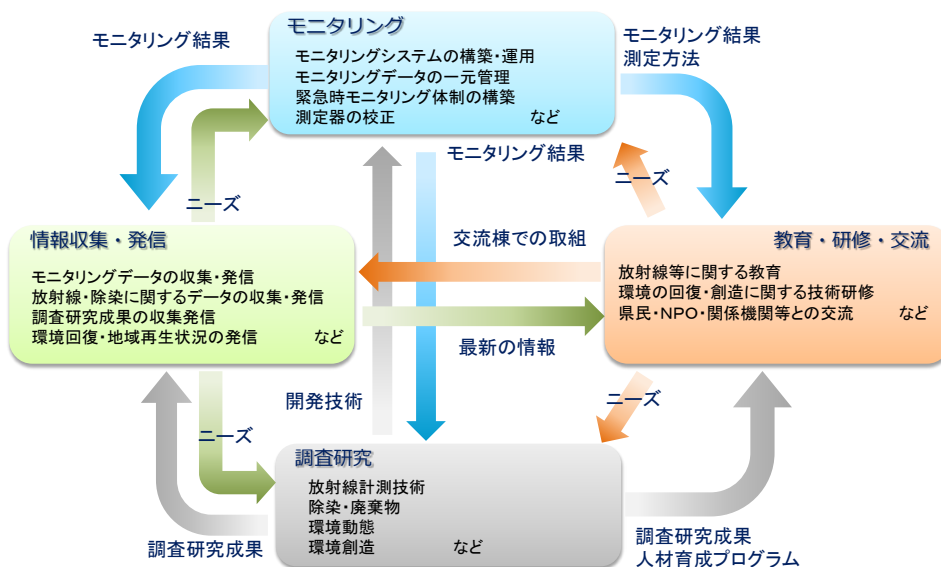 モニタリング
モニタリングシステムの構築・運用
モニタリングデータの一元管理
緊急時モニタリング体制の構築
測定器の校正 など
モニタリング結果
モニタリング結果
測定方法
ニーズ
モニタリング結果
ニーズ
情報収集・発信
モニタリングデータの収集・発信
放射線・除染に関するデータの収集・発信
調査研究成果の収集発信
環境回復・地域再生状況の発信 など
交流棟での取組
最新の情報
教育・研修・交流
放射線等に関する教育
環境の回復・創造に関する技術研修
県民・NPO・関係機関等との交流 など
開発技術
ニーズ
ニーズ
調査研究
放射線計測技術
除染・廃棄物
環境動態
環境創造 など
調査研究成果
調査研究成果
人材育成プログラム